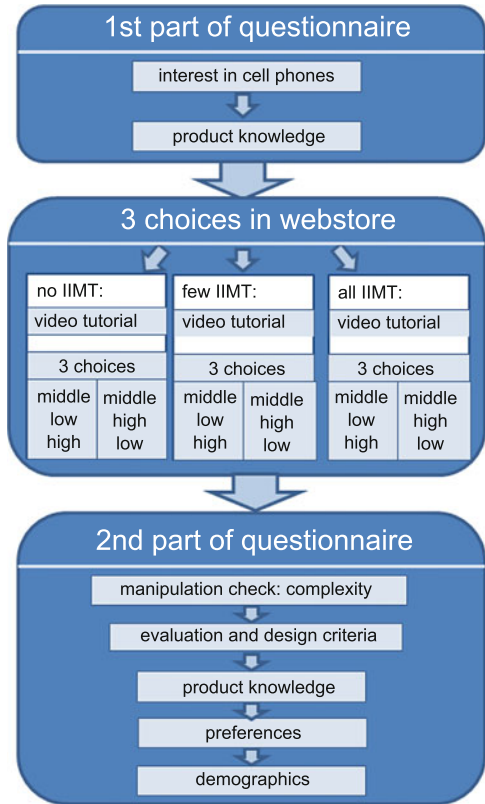 1st part of questionnaire
interest in cell phones
product knowledge
3 choices in webstore
no IIMT:
video tutorial
3 choices
middle
low
high
middle
high
low
few IIMT:
video tutorial
3 choices
middle
low
high
middle
high
low
all IIMT:
video tutorial
3 choices
middle
low
high
middle
high
low
2nd part of questionnaire
manipulation check: complexity
evaluation and design criteria
product knowledge
preferences
demographics